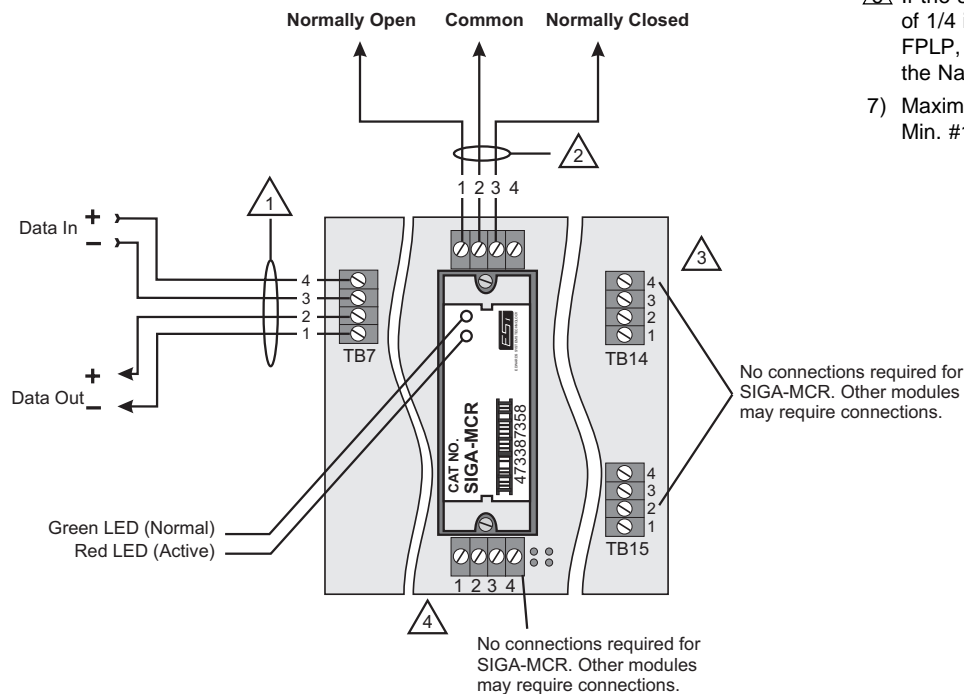 Normally Open Common Normally Closed
of 1/4 i
FPLP,
the Na
7) Maxim
Min. #1
2
1 2 3 4
1
Data In + −
4
3
2
1
TB7
Data Out + −
3
4
3
2
1
TB14
No connections required for
SIGA-MCR. Other modules
may require connections.
EST
CAT NO.
SIGA-MCR
473387358
Green LED (Normal)
Red LED (Active)
4
3
2
1
TB15
1 2 3 4
4
No connections required for
SIGA-MCR. Other modules
may require connections.